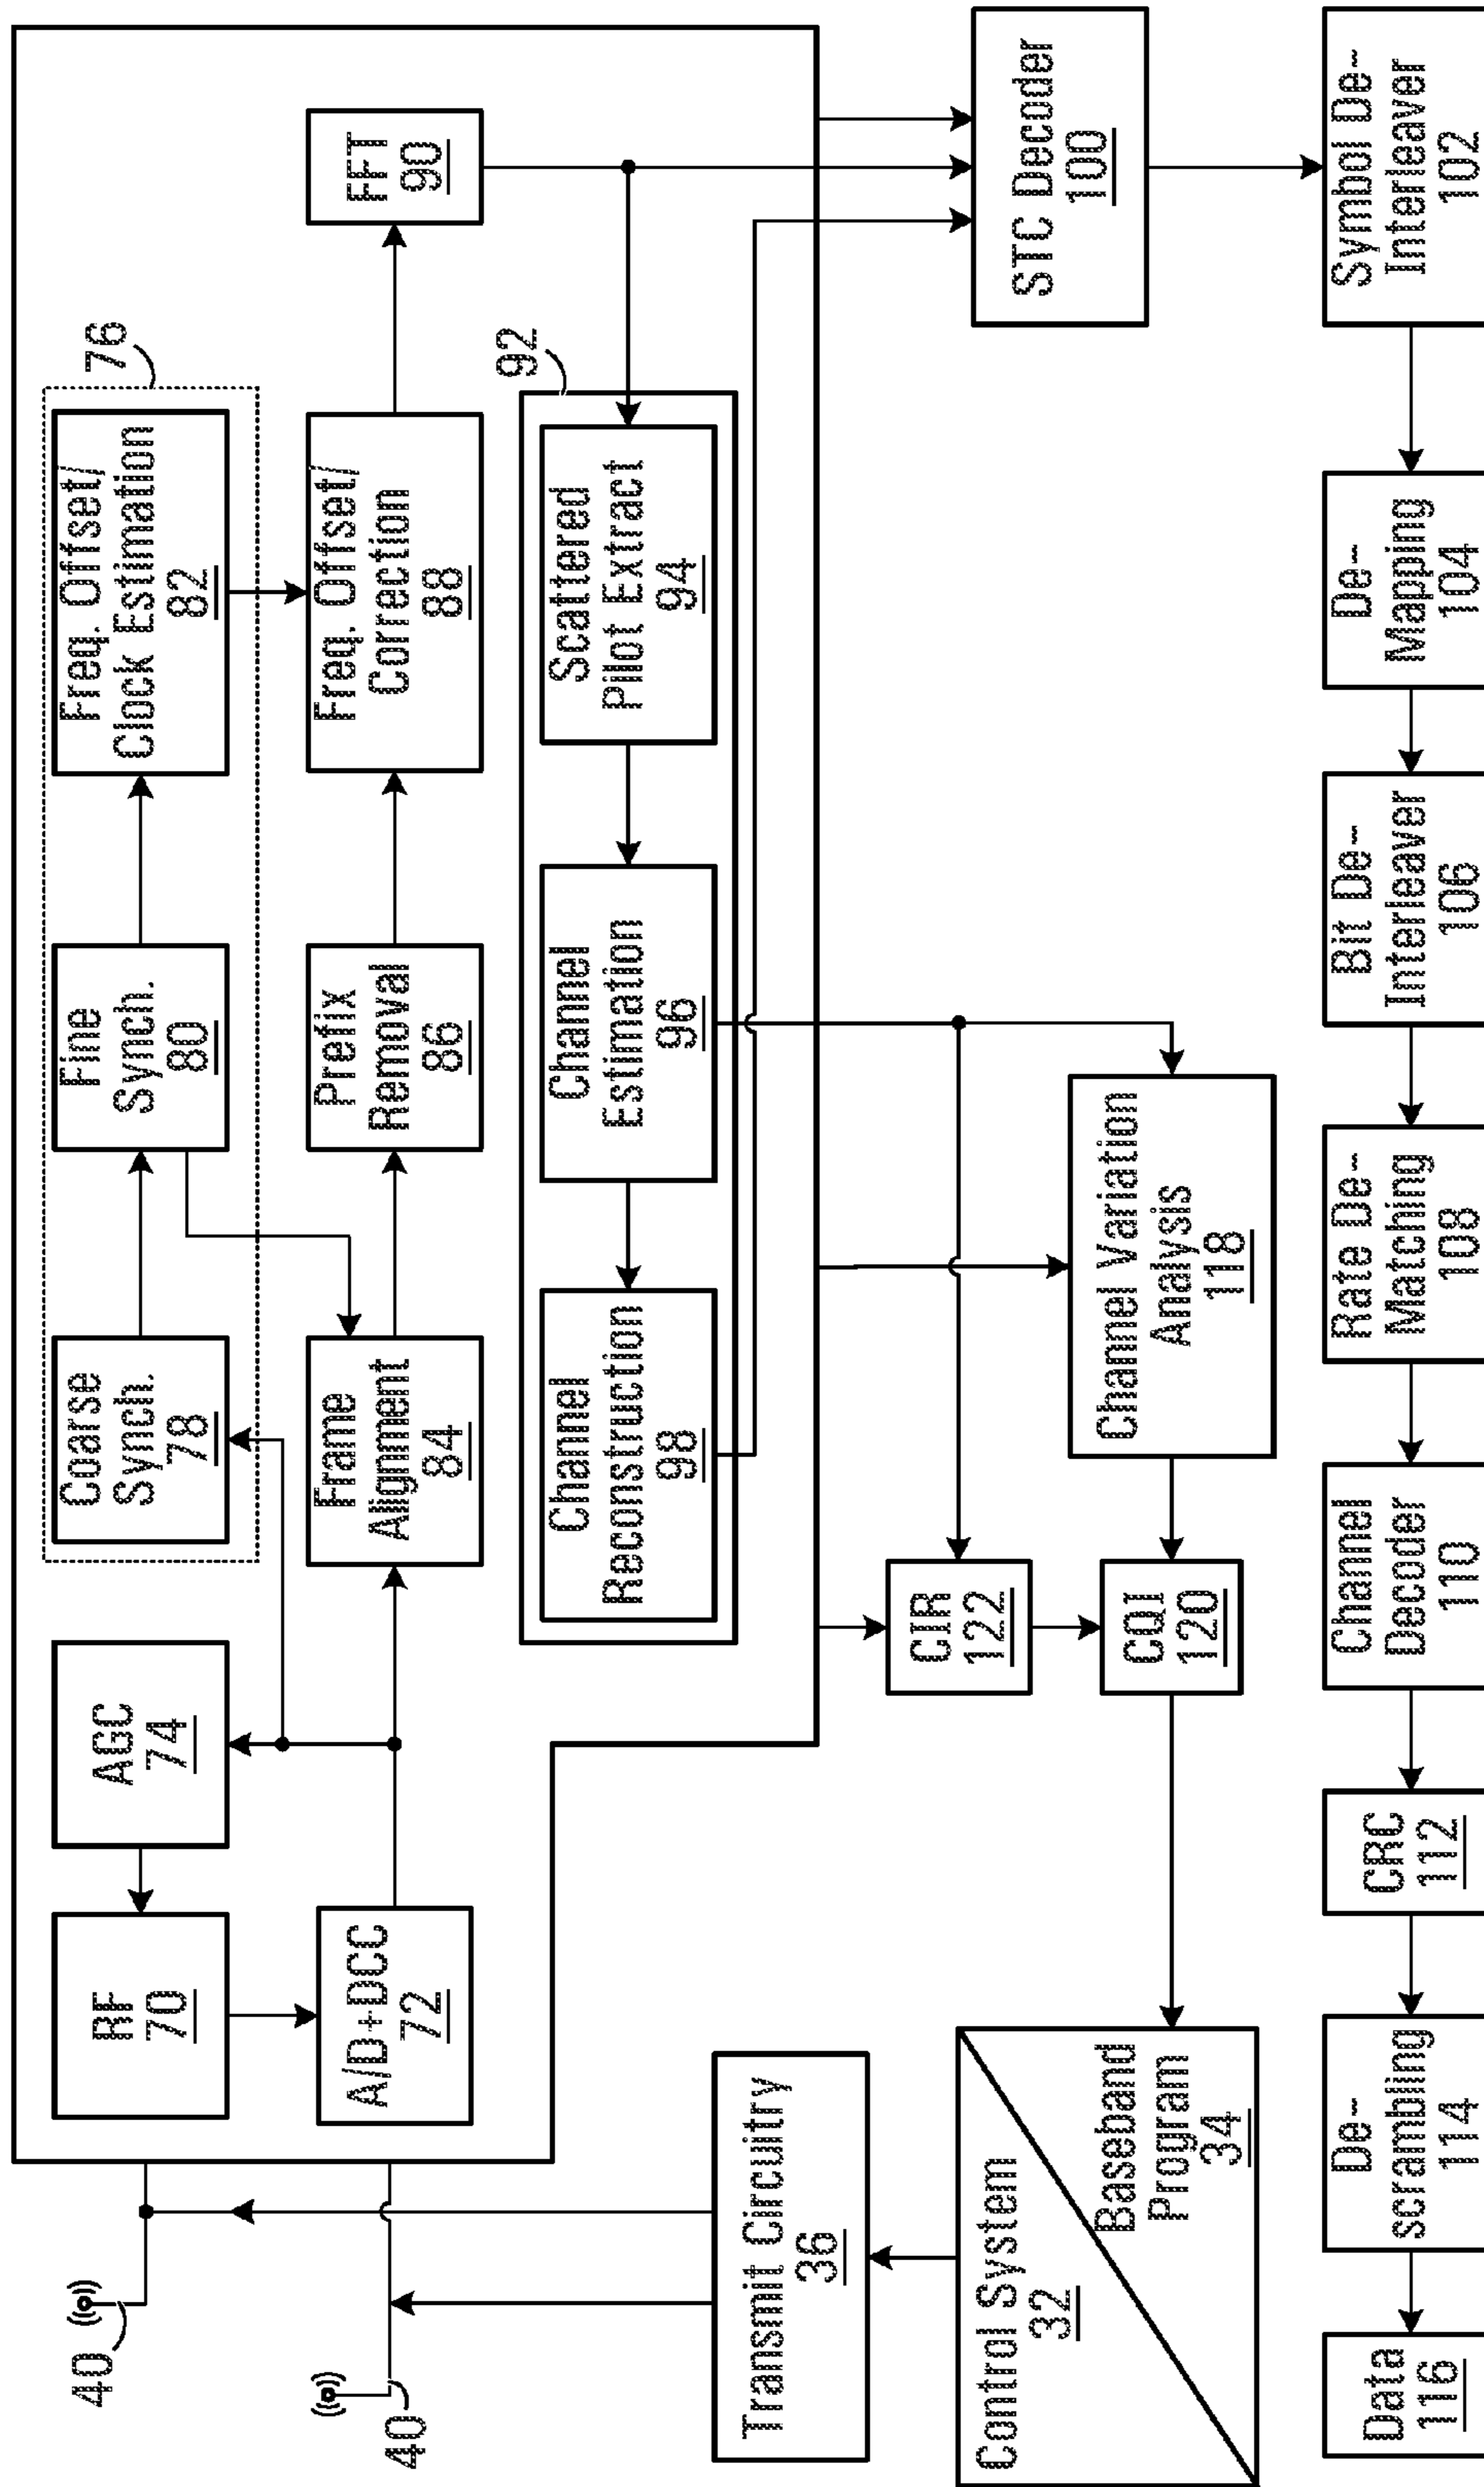 40
40
RF
70
AGC
74
A/D+DCC
72
76
Coarse
Synch.
78
Fine
Synch.
80
Freq. Offset/
Clock Estimation
82
Frame
Alignment
84
Prefix
Removal
86
Freq. Offset/
Correction
88
FFT
90
92
Channel
Reconstruction
98
Channel
Estimation
96
Scattered
Pilot Extract
94
Transmit Circuitry
36
CIR
122
STC Decoder
100
Control System
32
Baseband
Program
34
CQI
120
Channel Variation
Analysis
118
Data
116
De-
scrambling
114
CRC
112
Channel
Decoder
110
Rate De-
Matching
108
Bit De-
Interleaver
106
De-
Mapping
104
Symbol De-
Interleaver
102